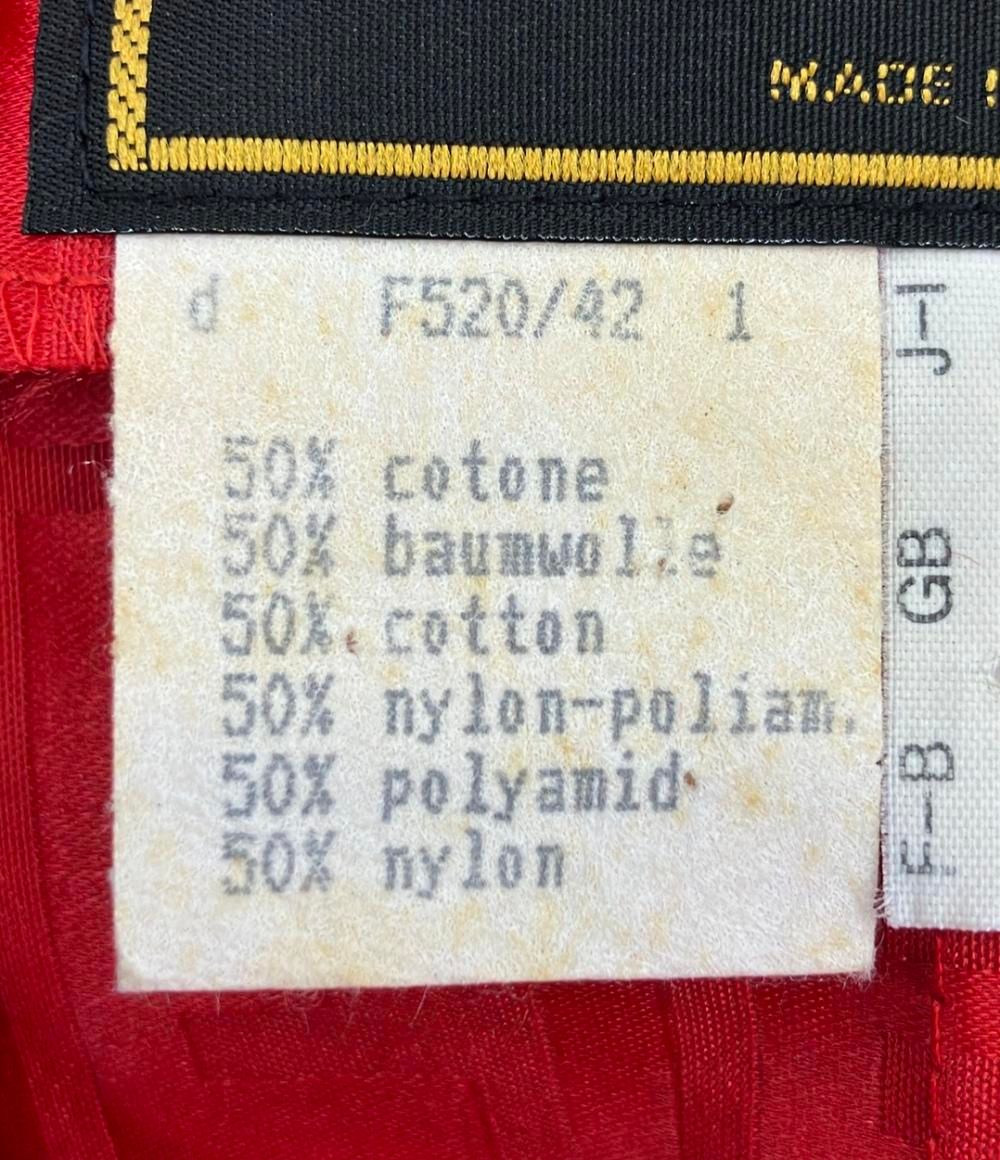 MADE
d F520/42 1
50% cotone
50% baumwolle
50% cotton
50% nylon-poliam.
50% polyamid
50% nylon
J-I
GB
F-B